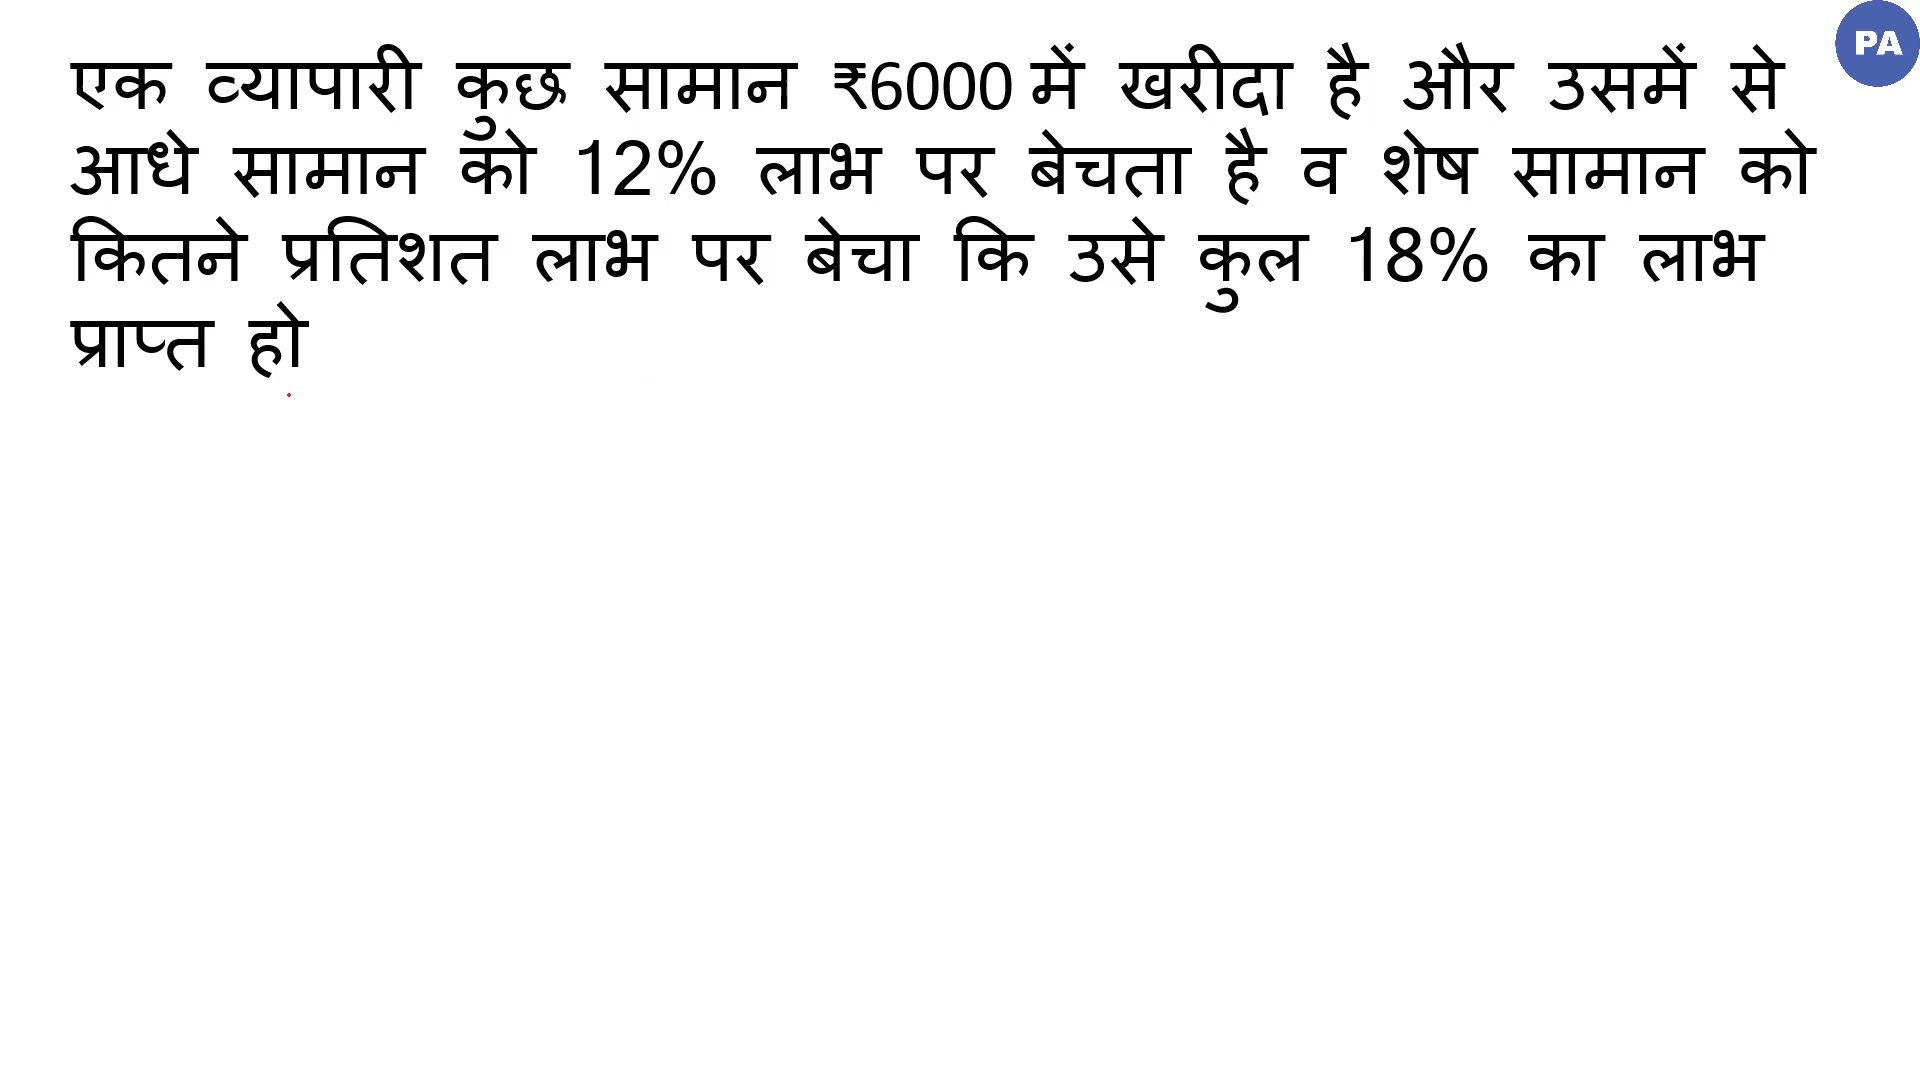 एक व्यापारी कुछ सामान ₹6000 में खरीदा है और उसमें से
आधे सामान को 12% लाभ पर बेचता है व शेष सामान को
कितने प्रतिशत लाभ पर बेचा कि उसे कुल 18% का लाभ
प्राप्त हो
PA